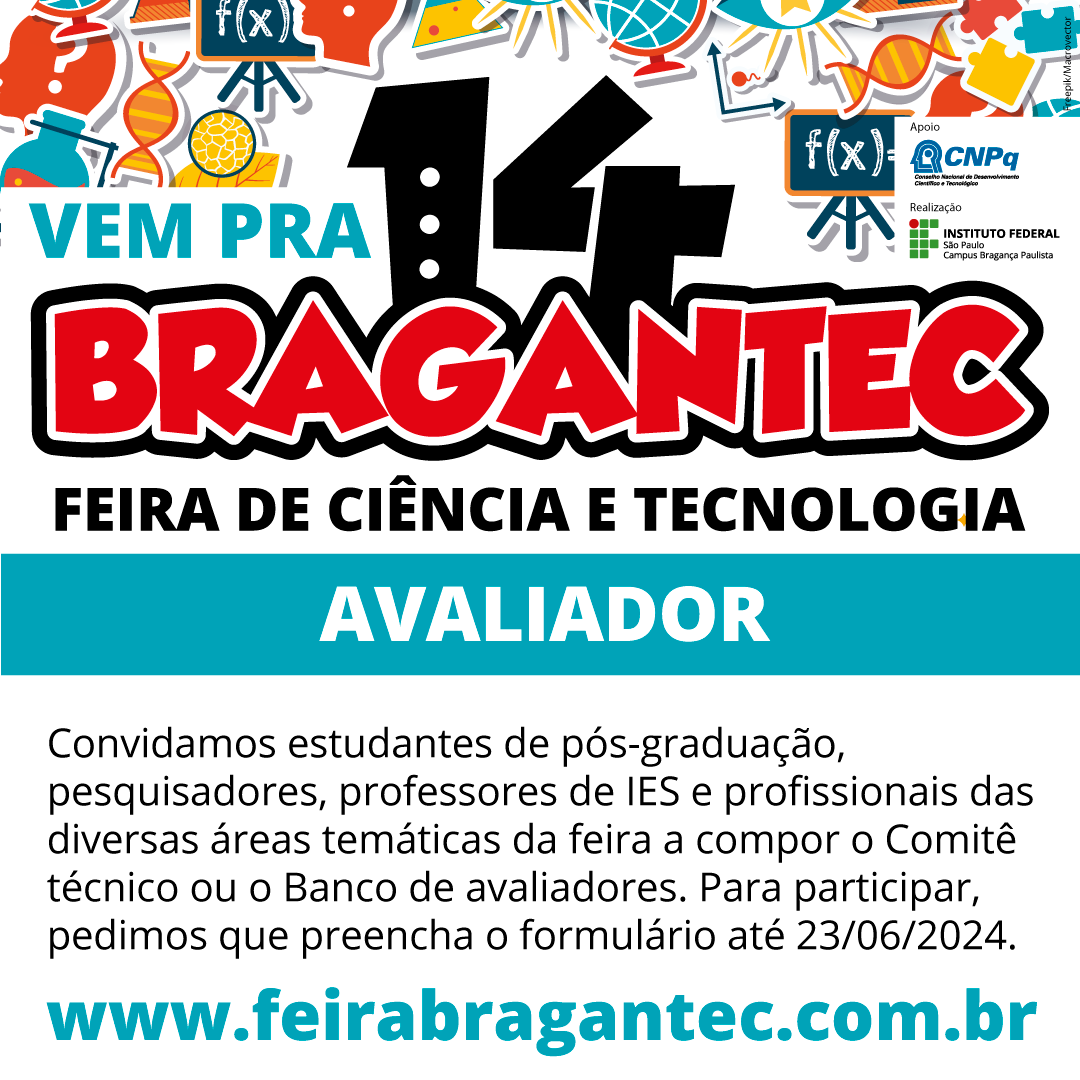 f(x)
Freepik/Macrovector
f(x)=
Apoio
CNPq
Conselho Nacional de Desenvolvimento
Científico e Tecnológico
Realização
INSTITUTO FEDERAL
São Paulo
Campus Bragança Paulista
VEM PRA
14
BRAGANTEC
FEIRA DE CIÊNCIA E TECNOLOGIA
AVALIADOR
Convidamos estudantes de pós-graduação,
pesquisadores, professores de IES e profissionais das
diversas áreas temáticas da feira a compor o Comitê
técnico ou o Banco de avaliadores. Para participar,
pedimos que preencha o formulário até 23/06/2024.
www.feirabragantec.com.br